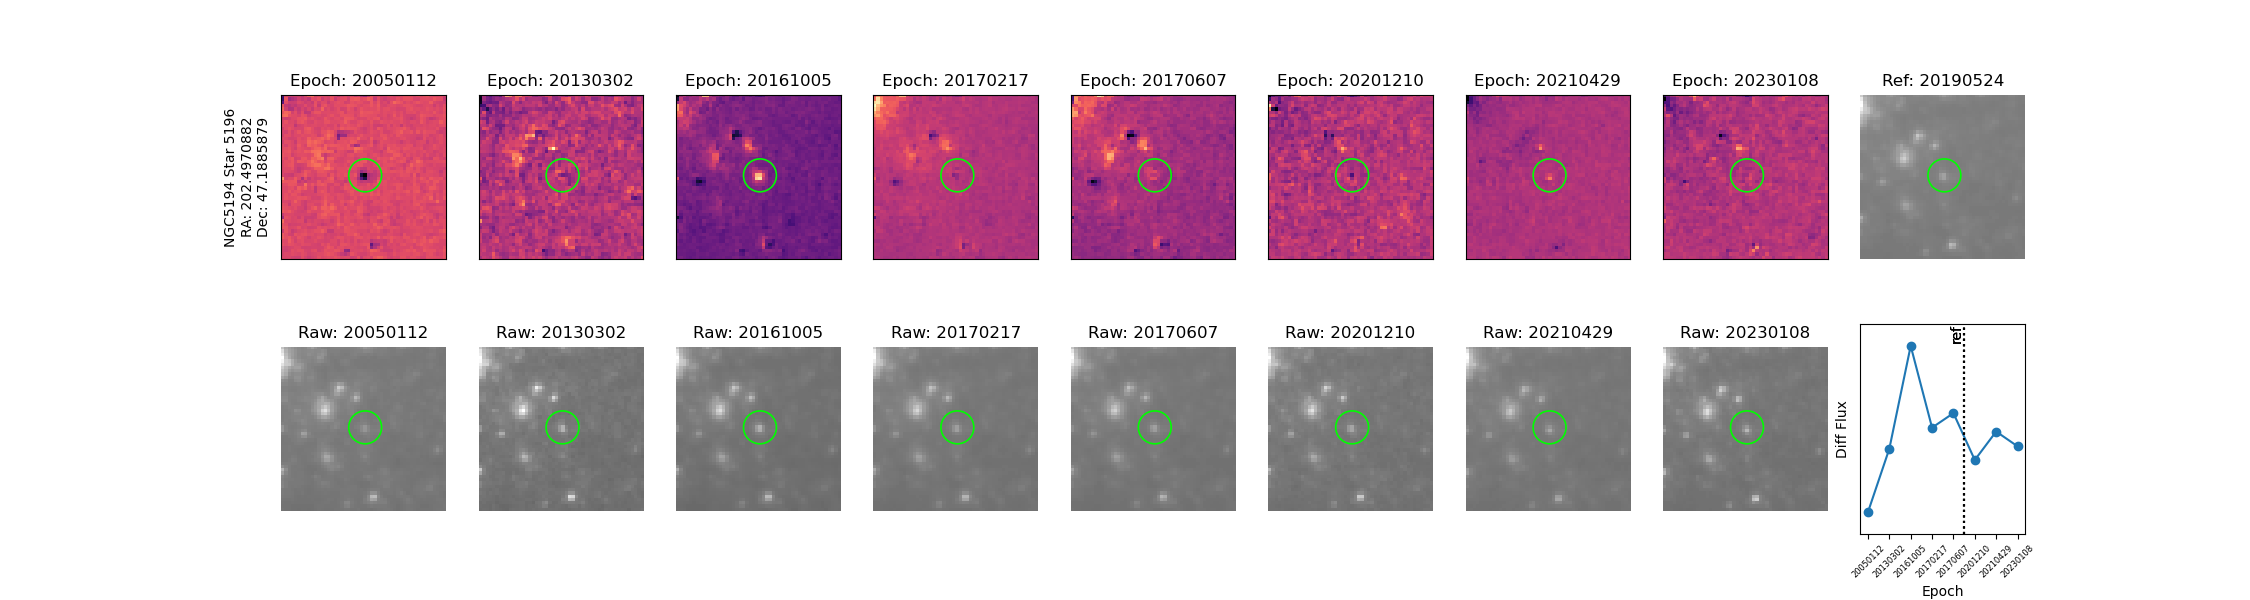 NGC5194 Star 5196
RA: 202.4970882
Dec: 47.1885879
Epoch: 20050112
Epoch: 20130302
Epoch: 20161005
Epoch: 20170217
Epoch: 20170607
Epoch: 20201210
Epoch: 20210429
Epoch: 20230108
Ref: 20190524
Raw: 20050112
Raw: 20130302
Raw: 20161005
Raw: 20170217
Raw: 20170607
Raw: 20201210
Raw: 20210429
Raw: 20230108
ref
Diff Flux
20050112
20130302
20161005
20170217
20170607
20201210
20210429
20230108
Epoch